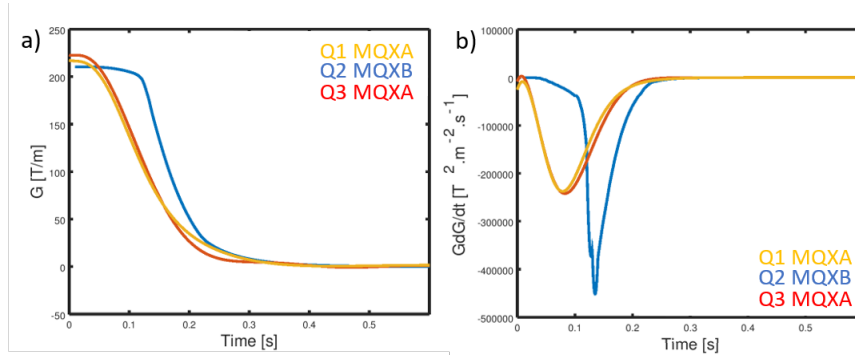 a)
Q1 MQXA
Q2 MQXB
Q3 MQXA
250
200
150
100
50
0
-50
G [T/m]
0
0.1
0.2
0.3
0.4
0.5
Time [s]
b)
100000
0
-100000
-200000
-300000
-400000
-500000
GdG/dt [T 2 .m -2 .s -1 ]
Q1 MQXA
Q2 MQXB
Q3 MQXA
0
0.1
0.2
0.3
0.4
0.5
Time [s]